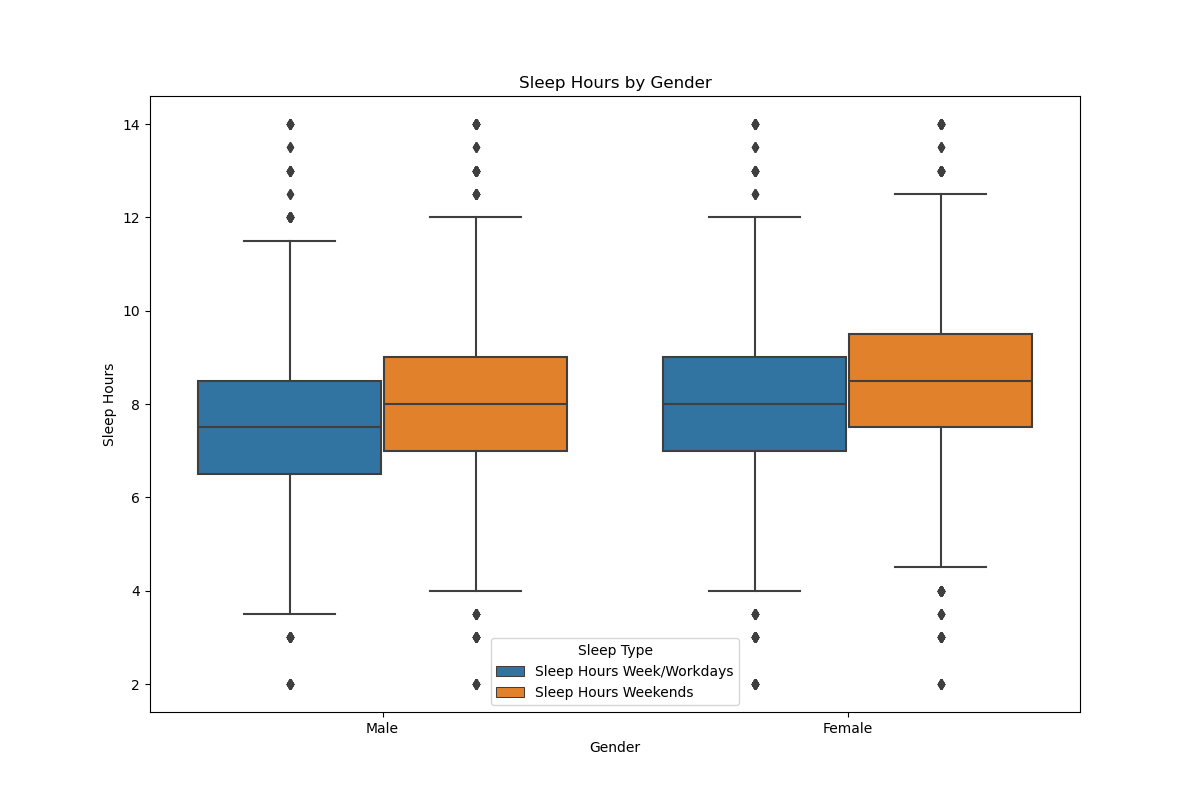 Sleep Hours by Gender
14
12
10
8
6
4
2
Sleep Hours
Sleep Type
Sleep Hours Week/Workdays
Sleep Hours Weekends
Male
Female
Gender